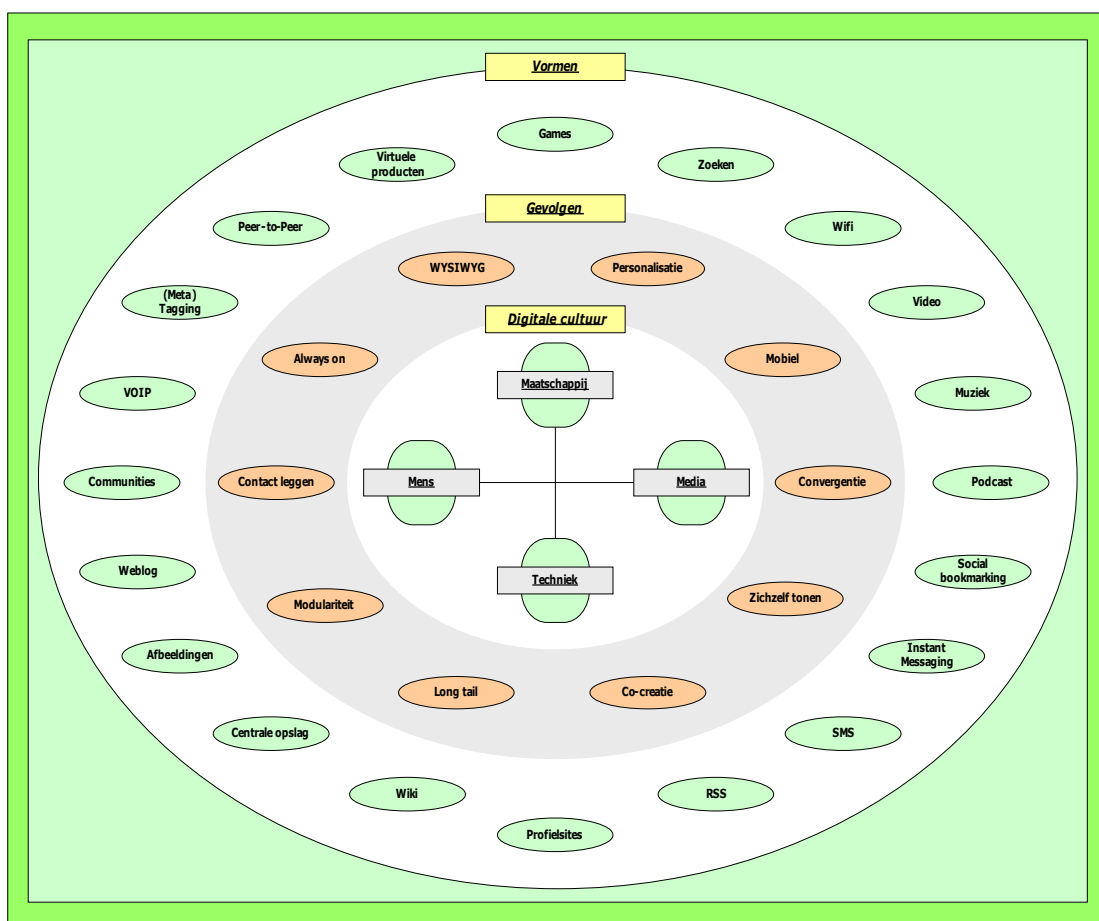 Vormen
Games
Virtuele
producten
Zoeken
Gevolgen
Peer-to-Peer
Wifi
WYSIWYG
Personalisatie
(Meta)
Tagging
Video
Digitale cultuur
Always on
Mobiel
Maatschappij
VOIP
Muziek
Communities
Contact leggen
Mens
Media
Convergentie
Podcast
Weblog
Techniek
Social
bookmarking
Modulariteit
Zichzelf tonen
Afbeeldingen
Instant
Messaging
Long tail
Co-creatie
Centrale opslag
SMS
Wiki
RSS
Profielsites